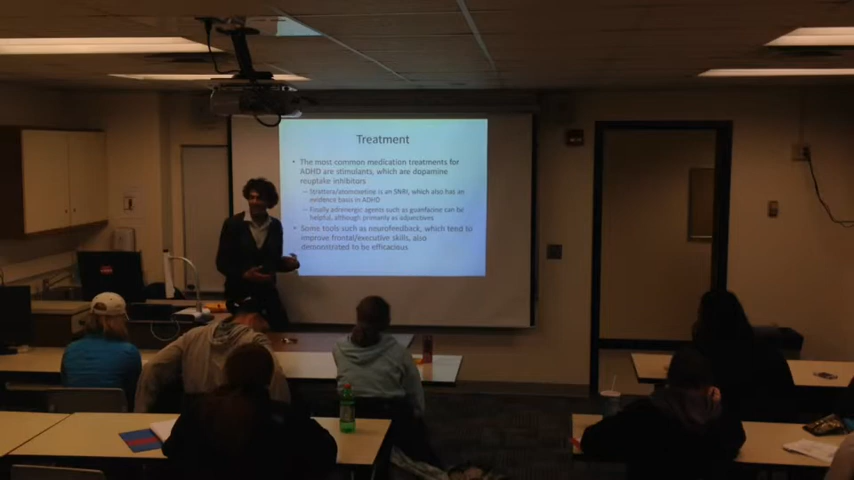 Treatment
• The most common medication treatments for
ADHD are stimulants, which are dopamine
reuptake inhibitors
– Strattera/atomoxetine is an SNRI, which also has an
evidence basis in ADHD
– Finally adrenergic agents such as guanfacine can be
helpful, although primarily as adjectives
• Some tools such as neurofeedback, which tend to
improve frontal/executive skills, also
demonstrated to be efficacious